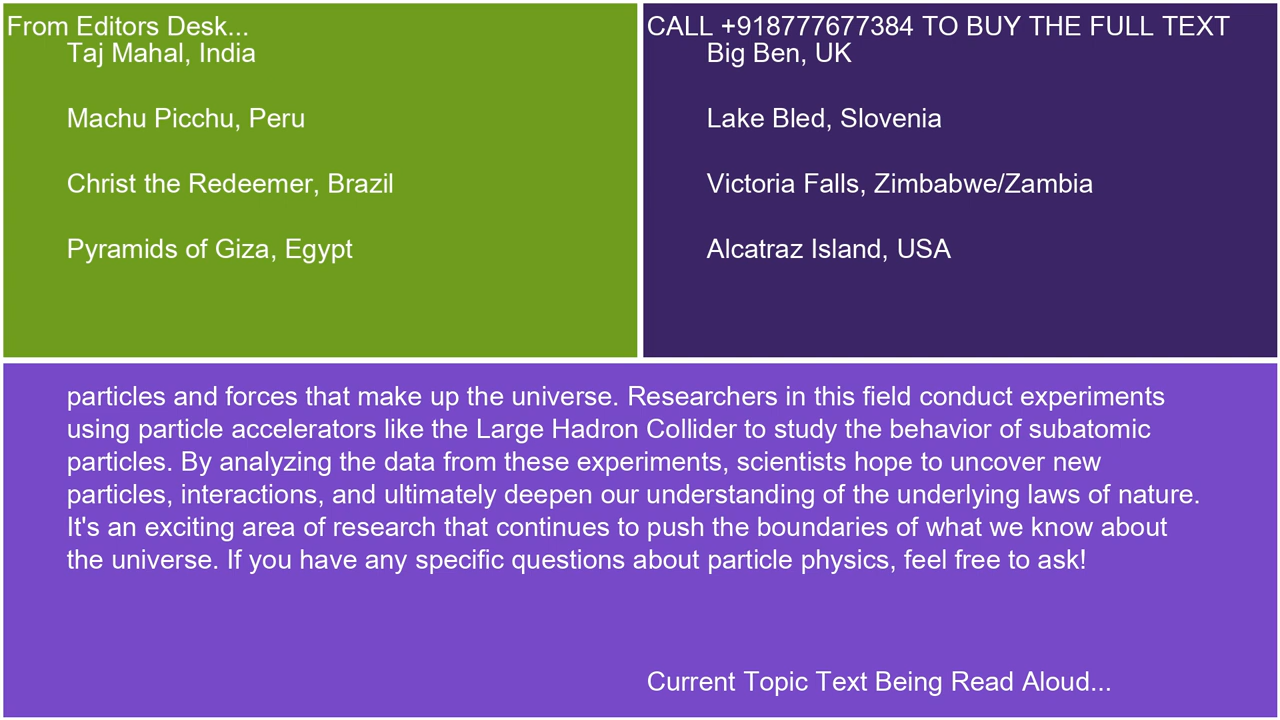 From Editors Desk...
Taj Mahal, India
Machu Picchu, Peru
Christ the Redeemer, Brazil
Pyramids of Giza, Egypt
CALL +918777677384 TO BUY THE FULL TEXT
Big Ben, UK
Lake Bled, Slovenia
Victoria Falls, Zimbabwe/Zambia
Alcatraz Island, USA
particles and forces that make up the universe. Researchers in this field conduct experiments
using particle accelerators like the Large Hadron Collider to study the behavior of subatomic
particles. By analyzing the data from these experiments, scientists hope to uncover new
particles, interactions, and ultimately deepen our understanding of the underlying laws of nature.
It's an exciting area of research that continues to push the boundaries of what we know about
the universe. If you have any specific questions about particle physics, feel free to ask!
Current Topic Text Being Read Aloud...